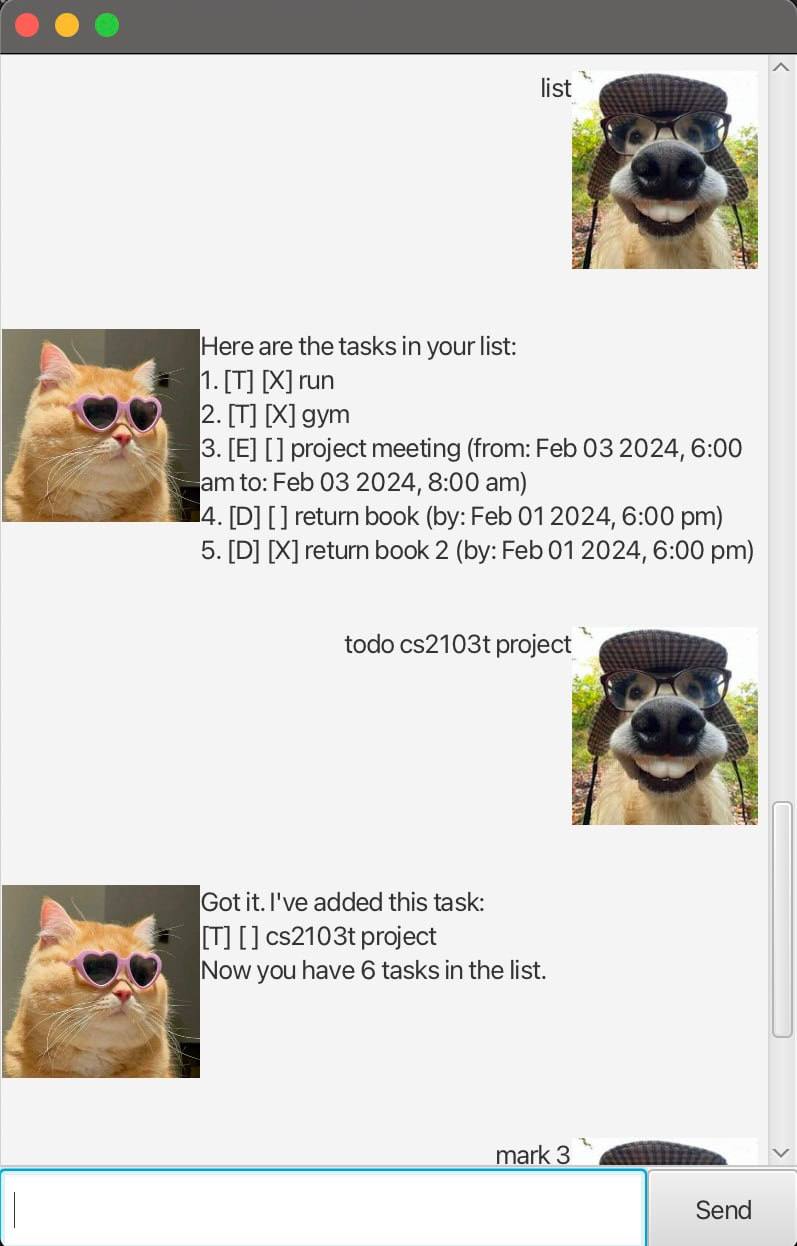 list
Here are the tasks in your list:
1. [T] [X] run
2. [T] [X] gym
3. [E] [ ] project meeting (from: Feb 03 2024, 6:00
am to: Feb 03 2024, 8:00 am)
4. [D] [ ] return book (by: Feb 01 2024, 6:00 pm)
5. [D] [X] return book 2 (by: Feb 01 2024, 6:00 pm)
todo cs2103t project
Got it. I've added this task:
[T] [ ] cs2103t project
Now you have 6 tasks in the list.
mark 3
Send